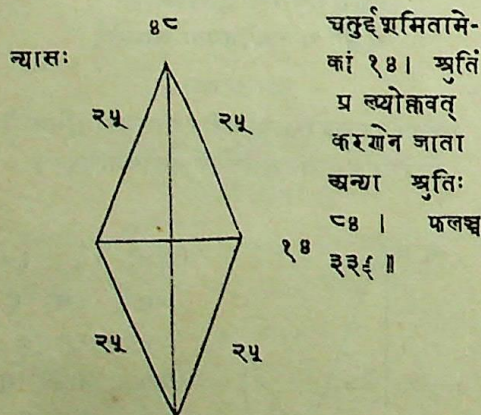 ४८
न्यासः
२५ २५
१४
२५ २५
चतुर्द्दशमितामे-
कां १४। श्रुतिं
प्र ल्प्योक्तवत्
करणेन जाता
अन्या श्रुतिः
८४ । फलञ्च
३३६॥